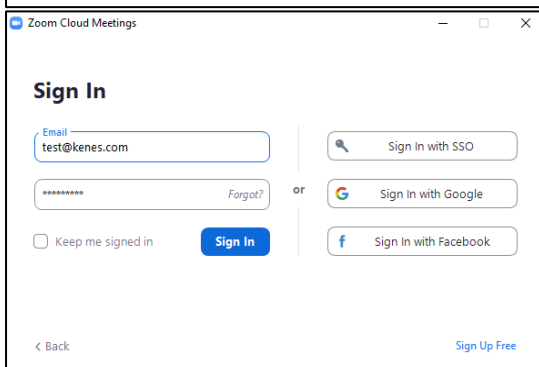 Zoom Cloud Meetings
Sign In
Email
test@kenes.com
********* Forgot?
Keep me signed in
Sign In
or
Sign In with SSO
Sign In with Google
Sign In with Facebook
< Back
Sign Up Free